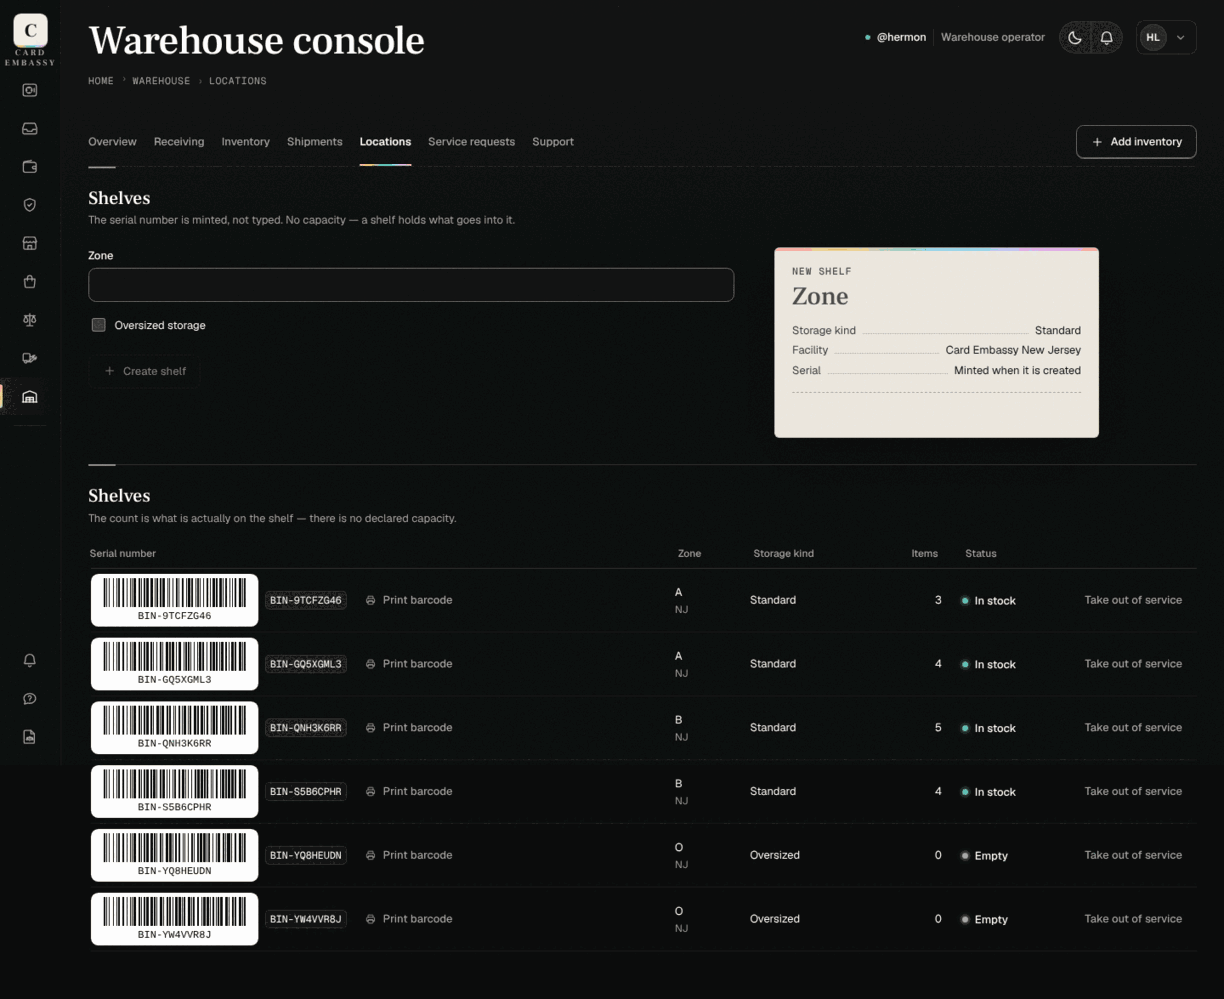 C
CARD
EMBASSY
Warehouse console
@hermon Warehouse operator HL
HOME › WAREHOUSE › LOCATIONS
Overview Receiving Inventory Shipments Locations Service requests Support
+ Add inventory
Shelves
The serial number is minted, not typed. No capacity — a shelf holds what goes into it.
Zone
Oversized storage
+ Create shelf
NEW SHELF
Zone
Storage kind Standard
Facility Card Embassy New Jersey
Serial Minted when it is created
Shelves
The count is what is actually on the shelf — there is no declared capacity.
Serial number Zone Storage kind Items Status
BIN-9TCFZG46 BIN-9TCFZG46 Print barcode A NJ Standard 3 In stock Take out of service
BIN-GQ5XGML3 BIN-GQ5XGML3 Print barcode A NJ Standard 4 In stock Take out of service
BIN-QNH3K6RR BIN-QNH3K6RR Print barcode B NJ Standard 5 In stock Take out of service
BIN-S5B6CPHR BIN-S5B6CPHR Print barcode B NJ Standard 4 In stock Take out of service
BIN-YQ8HEUDN BIN-YQ8HEUDN Print barcode O NJ Oversized 0 Empty Take out of service
BIN-YW4VVR8J BIN-YW4VVR8J Print barcode O NJ Oversized 0 Empty Take out of service